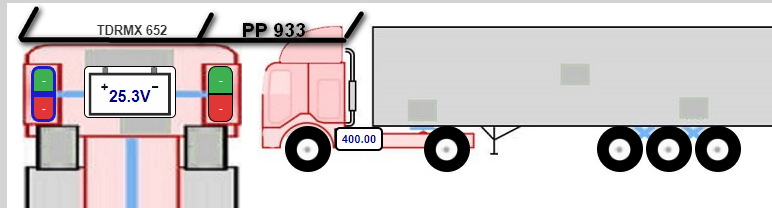 TDRMX 652
PP 933
+ -
25.3V
- -
- -
400.00